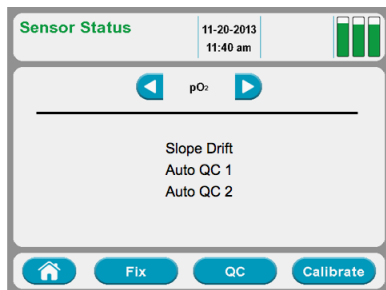 Sensor Status
11-20-2013
11:40 am
pO₂
Slope Drift
Auto QC 1
Auto QC 2
Fix
QC
Calibrate